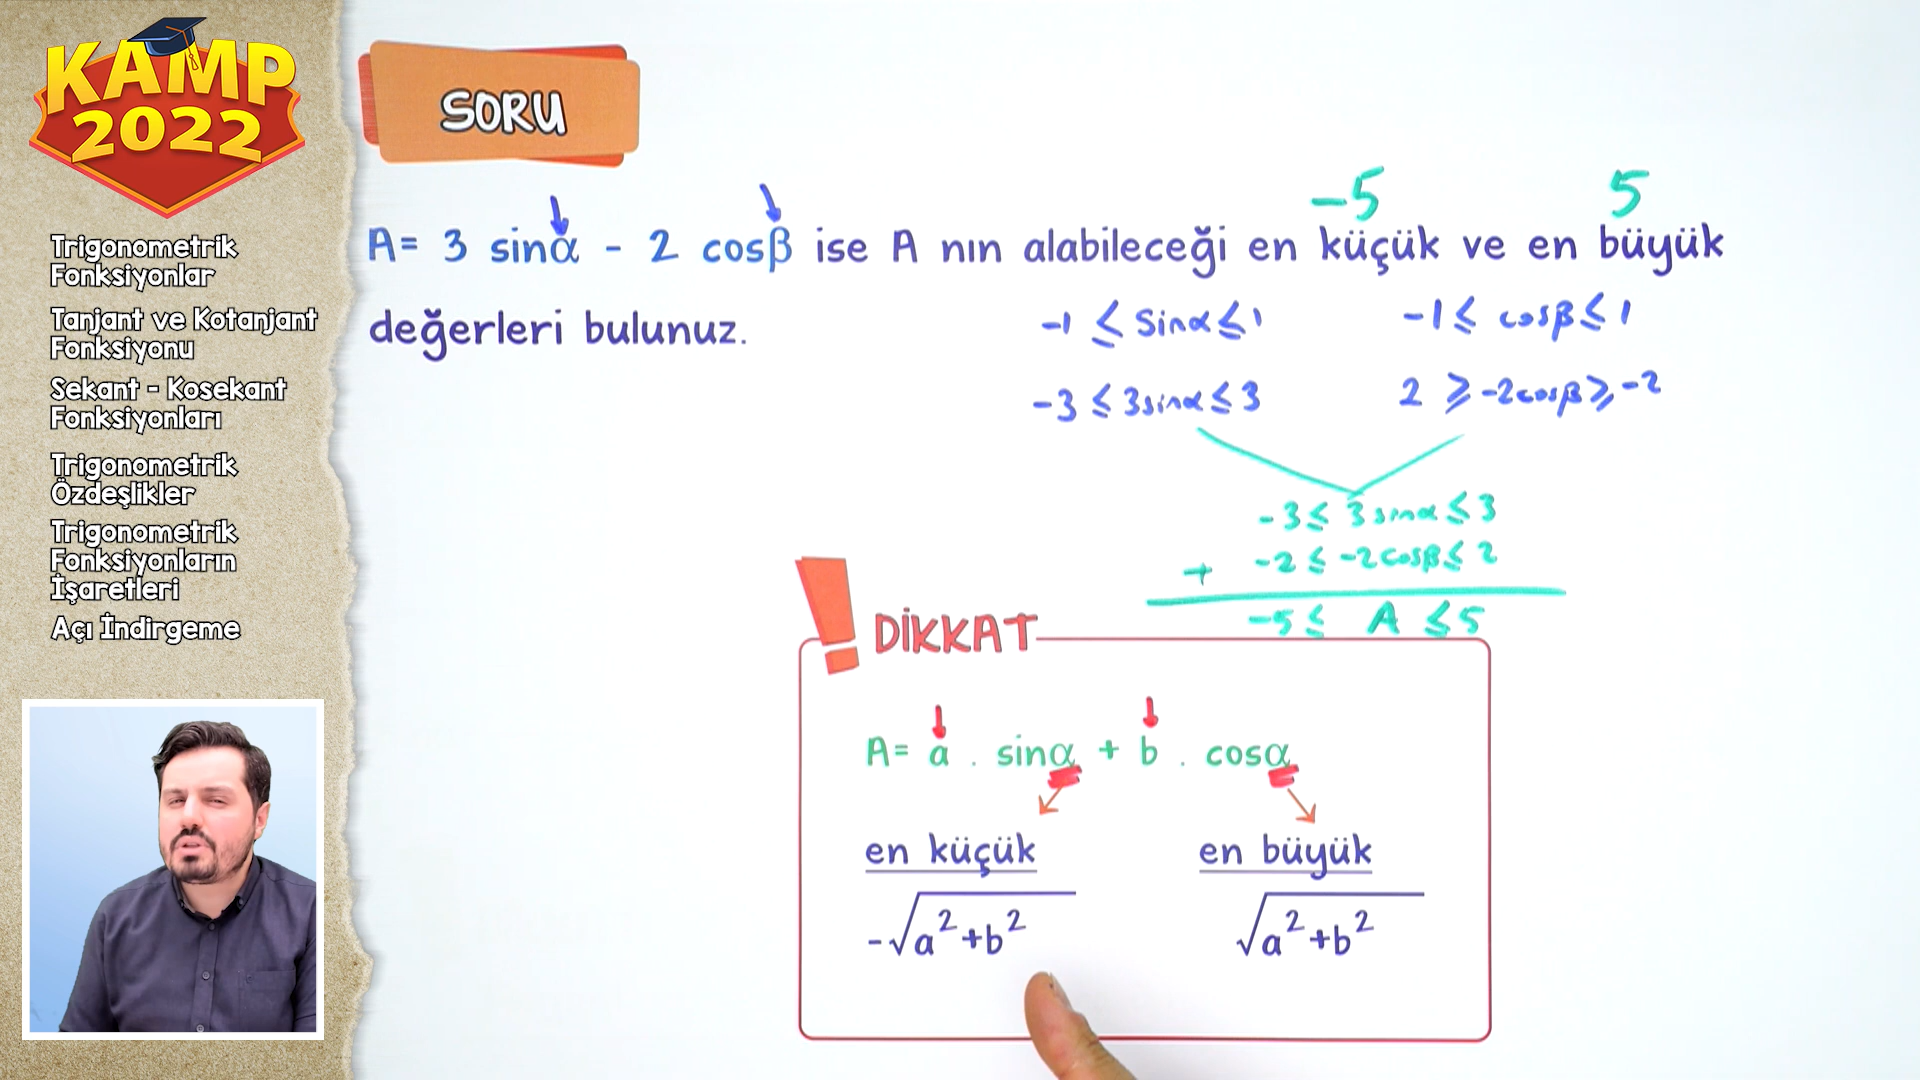 KAMP
2022
Trigonometrik
Fonksiyonlar
Tanjant ve Kotanjant
Fonksiyonu
Sekant - Kosekant
Fonksiyonları
Trigonometrik
Özdeşlikler
Trigonometrik
Fonksiyonların
İşaretleri
Açı İndirgeme
SORU
-5 5
A= 3 sinα - 2 cosβ ise A nın alabileceği en küçük ve en büyük
değerleri bulunuz.
-1 ≤ Sinα ≤ 1 -1 ≤ cosβ ≤ 1
-3 ≤ 3sinα ≤ 3 2 ≥ -2cosβ ≥ -2
-3 ≤ 3sinα ≤ 3
+ -2 ≤ -2cosβ ≤ 2
-5 ≤ A ≤ 5
DİKKAT
A= a . sinα + b . cosα
en küçük en büyük
-√a²+b² √a²+b²